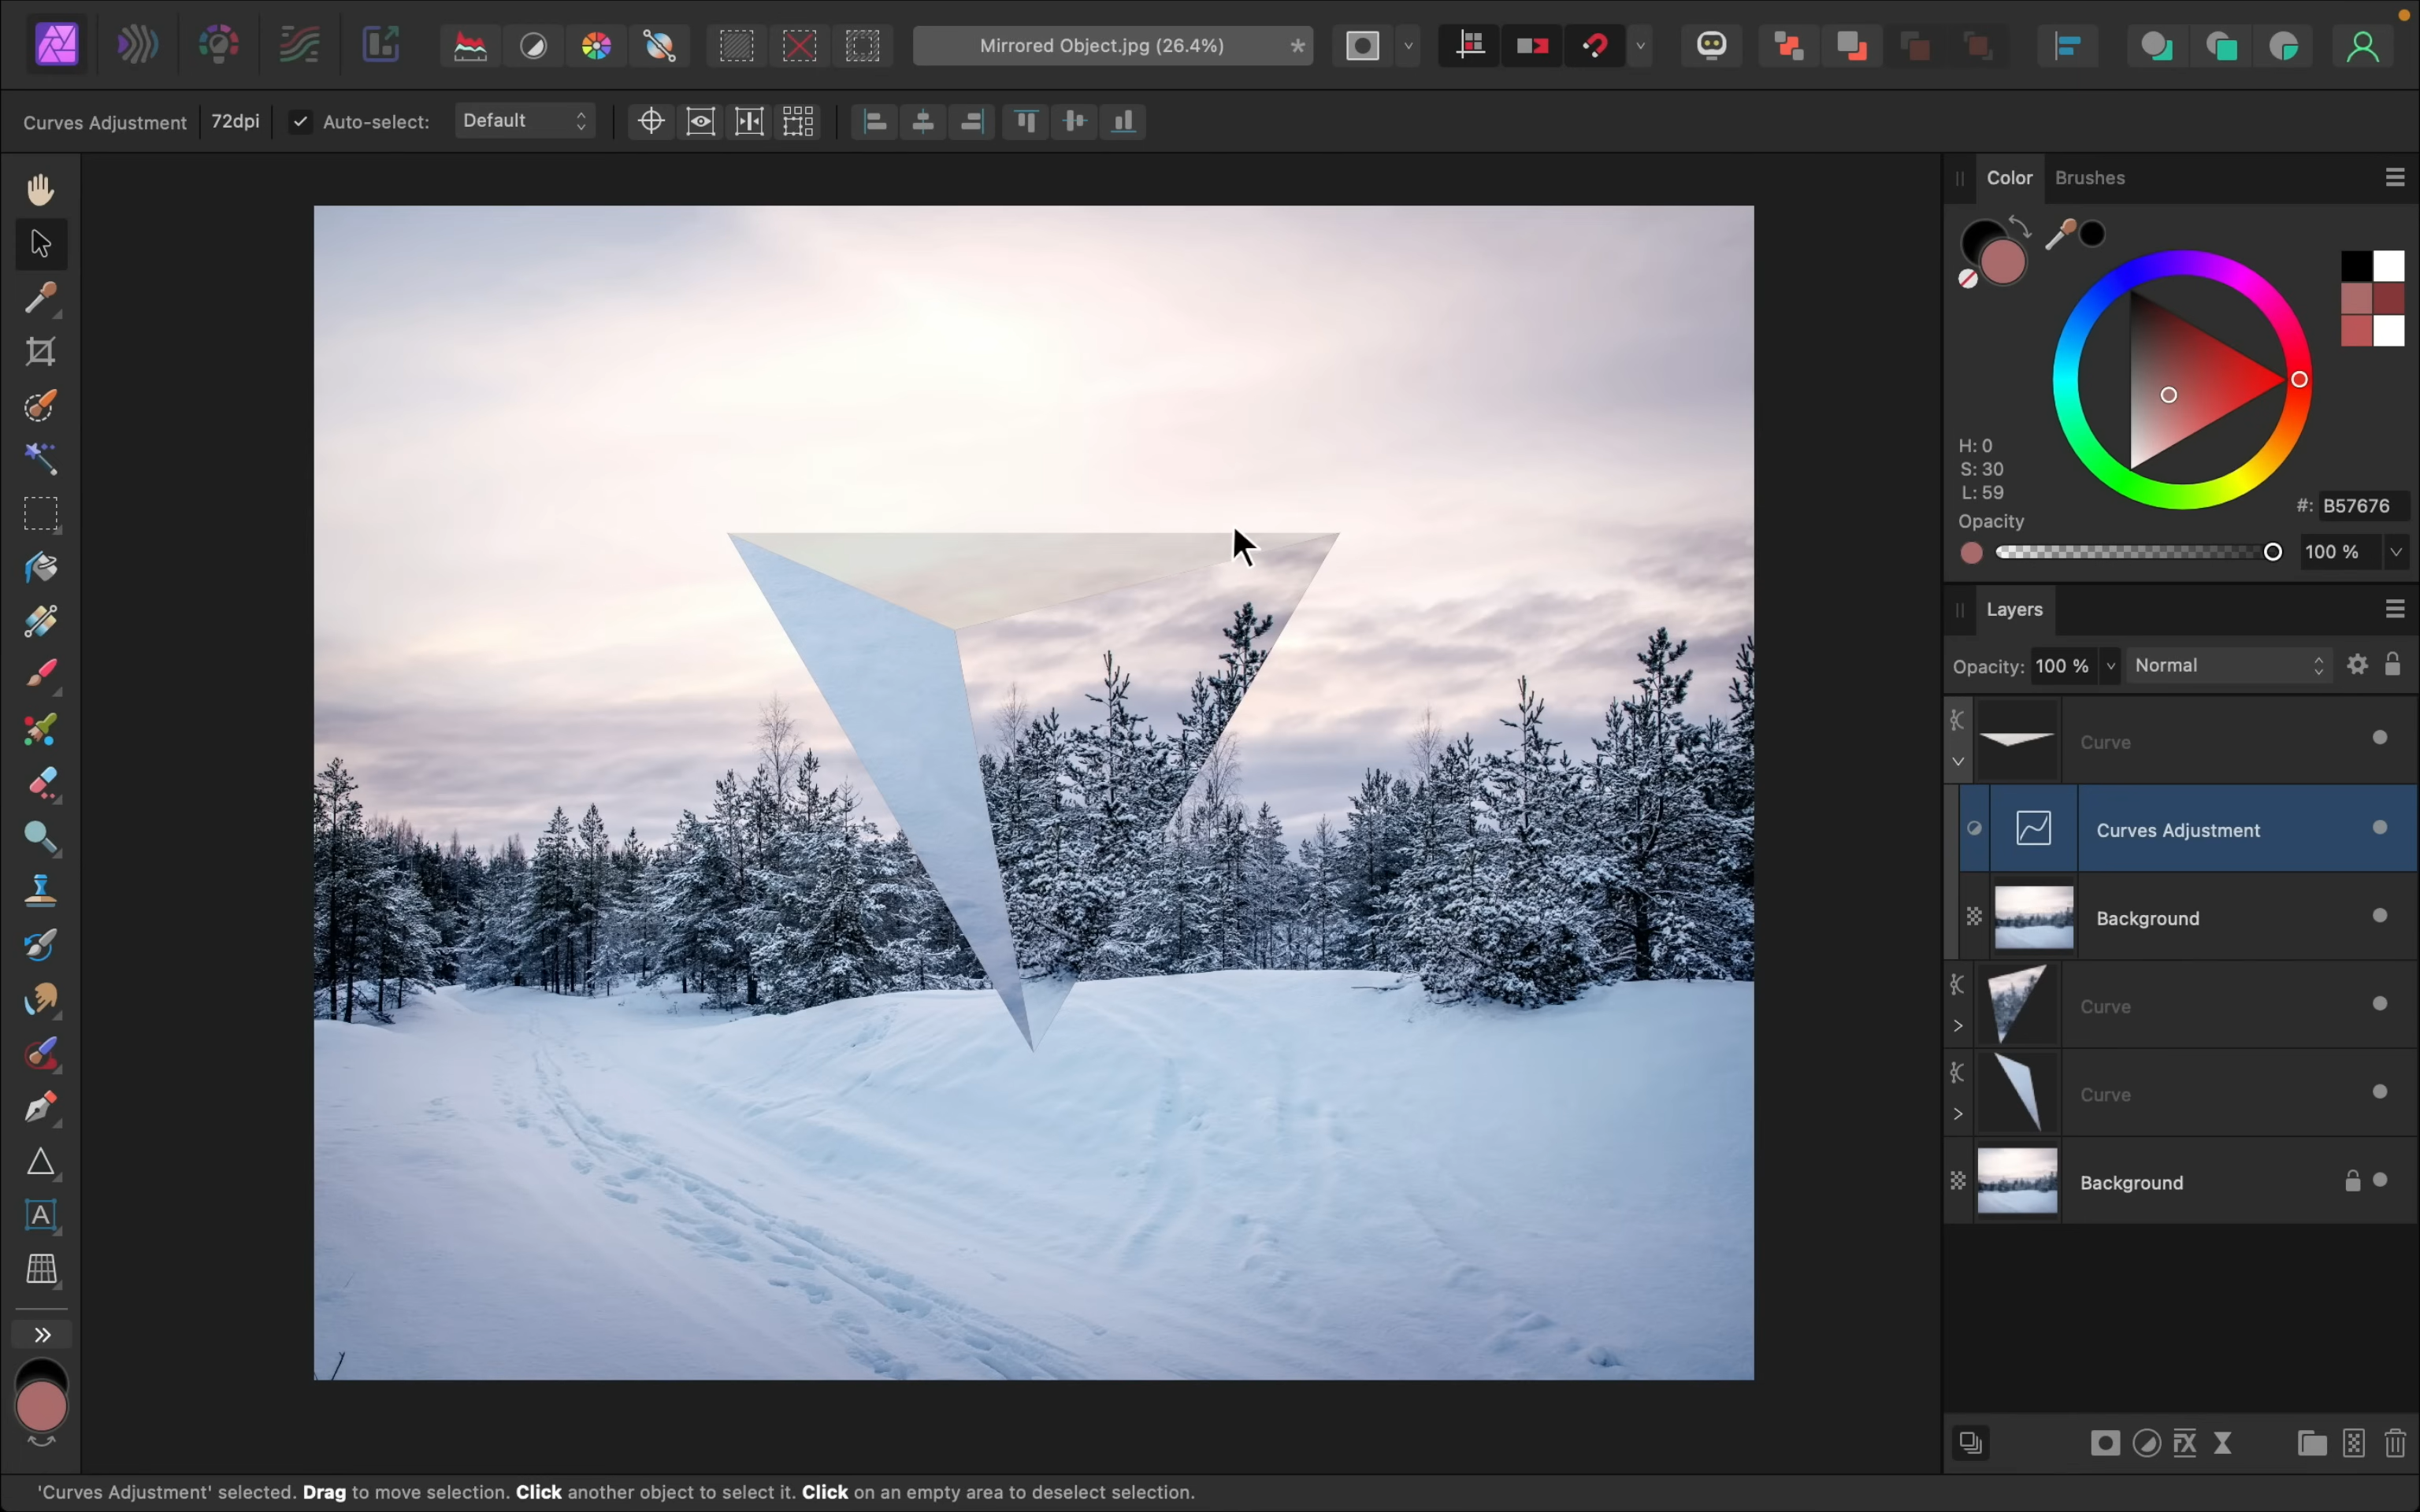 Mirrored Object.jpg (26.4%) *
Curves Adjustment 72dpi Auto-select: Default
Color Brushes
H: 0
S: 30
L: 59
#: B57676
Opacity
100 %
Layers
Opacity: 100 % Normal
Curve
Curves Adjustment
Background
Curve
Curve
Background
A
FX
'Curves Adjustment' selected. Drag to move selection. Click another object to select it. Click on an empty area to deselect selection.